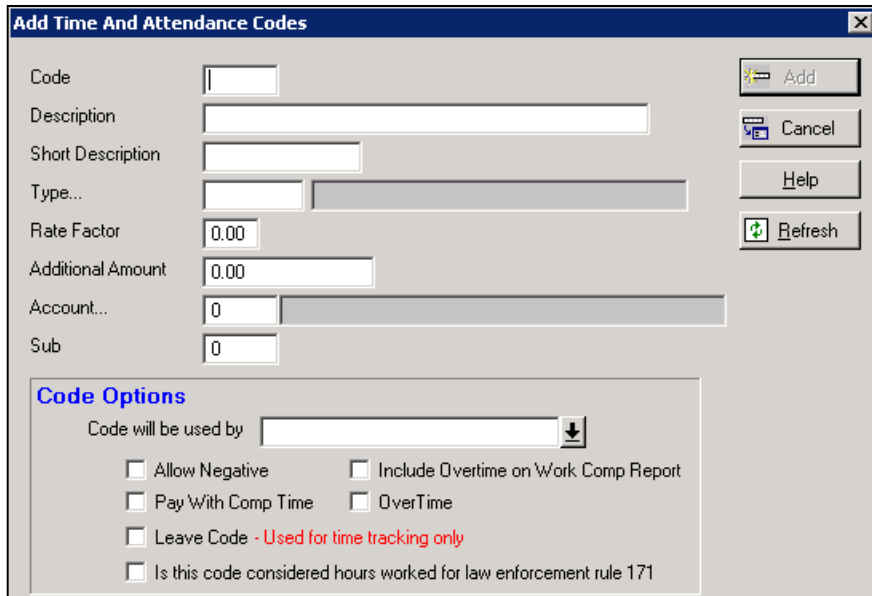 Add Time And Attendance Codes
Code
Add
Description
Cancel
Short Description
Help
Type...
Rate Factor 0.00
Refresh
Additional Amount 0.00
Account... 0
Sub 0
Code Options
Code will be used by
Allow Negative Include Overtime on Work Comp Report
Pay With Comp Time OverTime
Leave Code - Used for time tracking only
Is this code considered hours worked for law enforcement rule 171